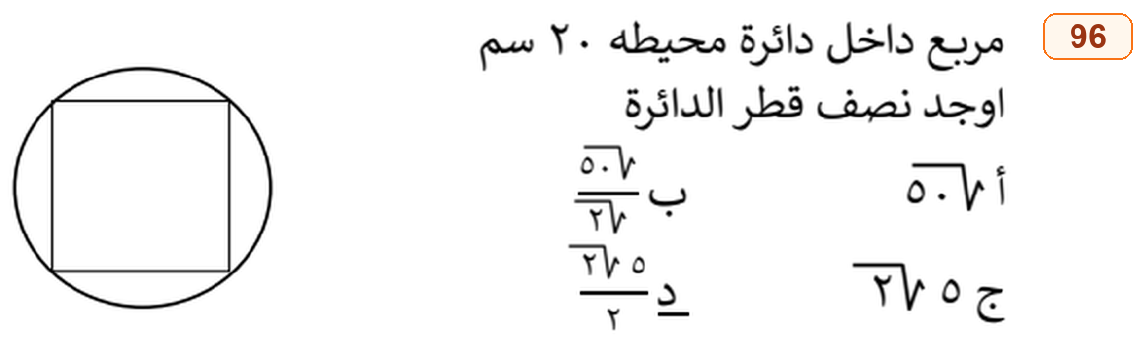 96
مربع داخل دائرة محيطه ٢٠ سم
اوجد نصف قطر الدائرة
أ √٥٠
ب √٥٠ / √٢
ج ٥√٢
د ٥√٢ / ٢